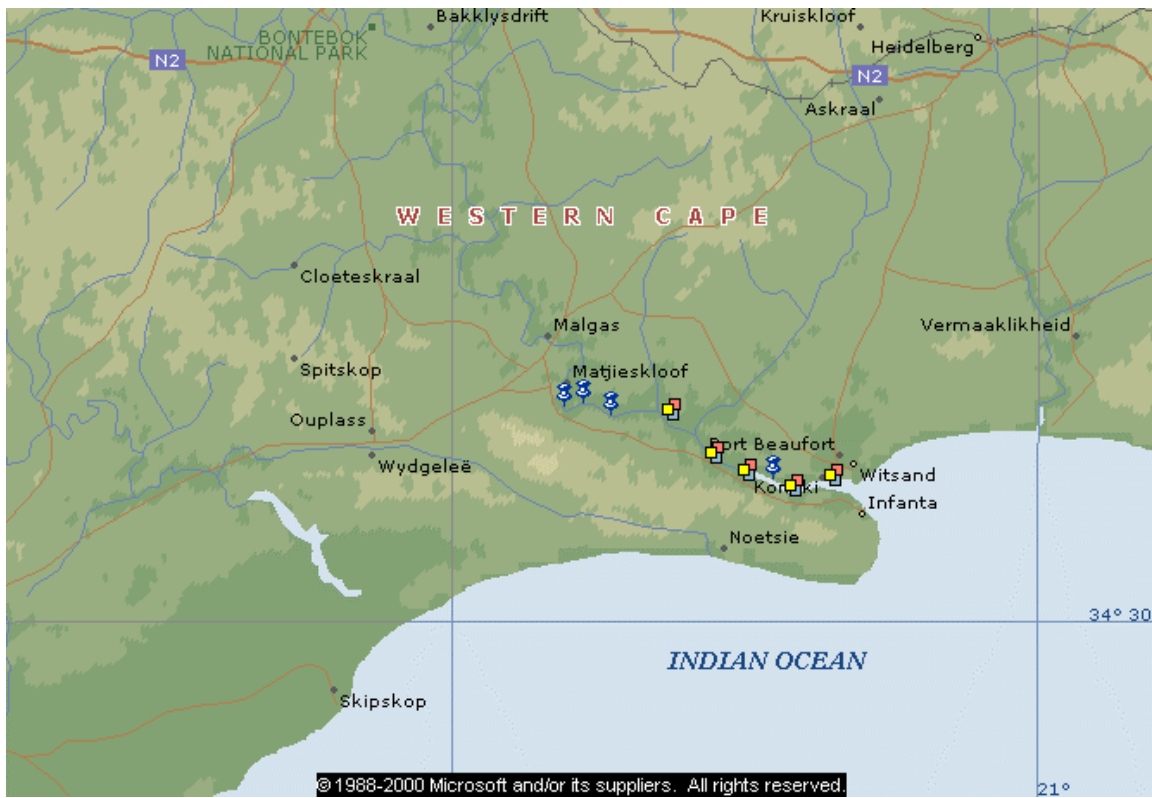 Bakklysdrift
Kruiskloof
BONTEBOK
NATIONAL PARK
Heidelberg
N2
N2
Askraal
WESTERN CAPE
Cloeteskraal
Malgas
Vermaaklikheid
Spitskop
Matjieskloof
Ouplass
Port Beaufort
Wydgeleë
Witsand
Infanta
Noetsie
34° 30
INDIAN OCEAN
Skipskop
© 1988-2000 Microsoft and/or its suppliers. All rights reserved.
21°